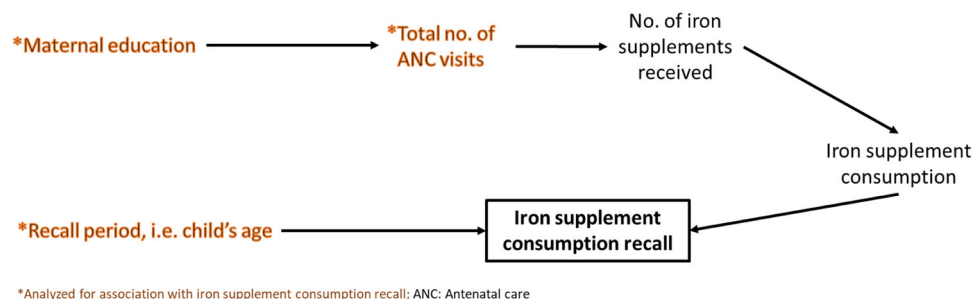 *Maternal education
*Total no. of
ANC visits
No. of iron
supplements
received
Iron supplement
consumption
*Recall period, i.e. child's age
Iron supplement
consumption recall
*Analyzed for association with iron supplement consumption recall; ANC: Antenatal care